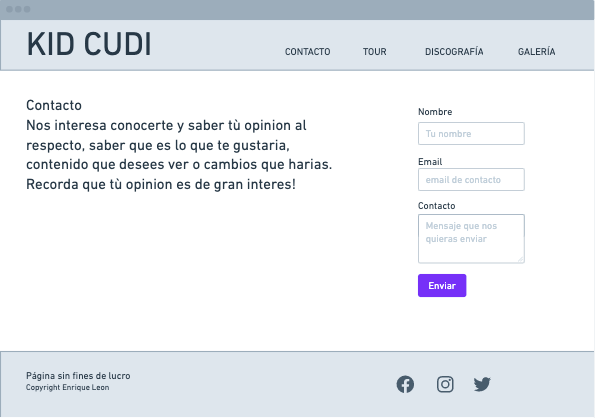 KID CUDI
CONTACTO
TOUR
DISCOGRAFÍA
GALERÍA
Contacto
Nos interesa conocerte y saber tù opinion al
respecto, saber que es lo que te gustaria,
contenido que desees ver o cambios que harias.
Recorda que tù opinion es de gran interes!
Nombre
Tu nombre
Email
email de contacto
Contacto
Mensaje que nos
quieras enviar
Enviar
Página sin fines de lucro
Copyright Enrique Leon